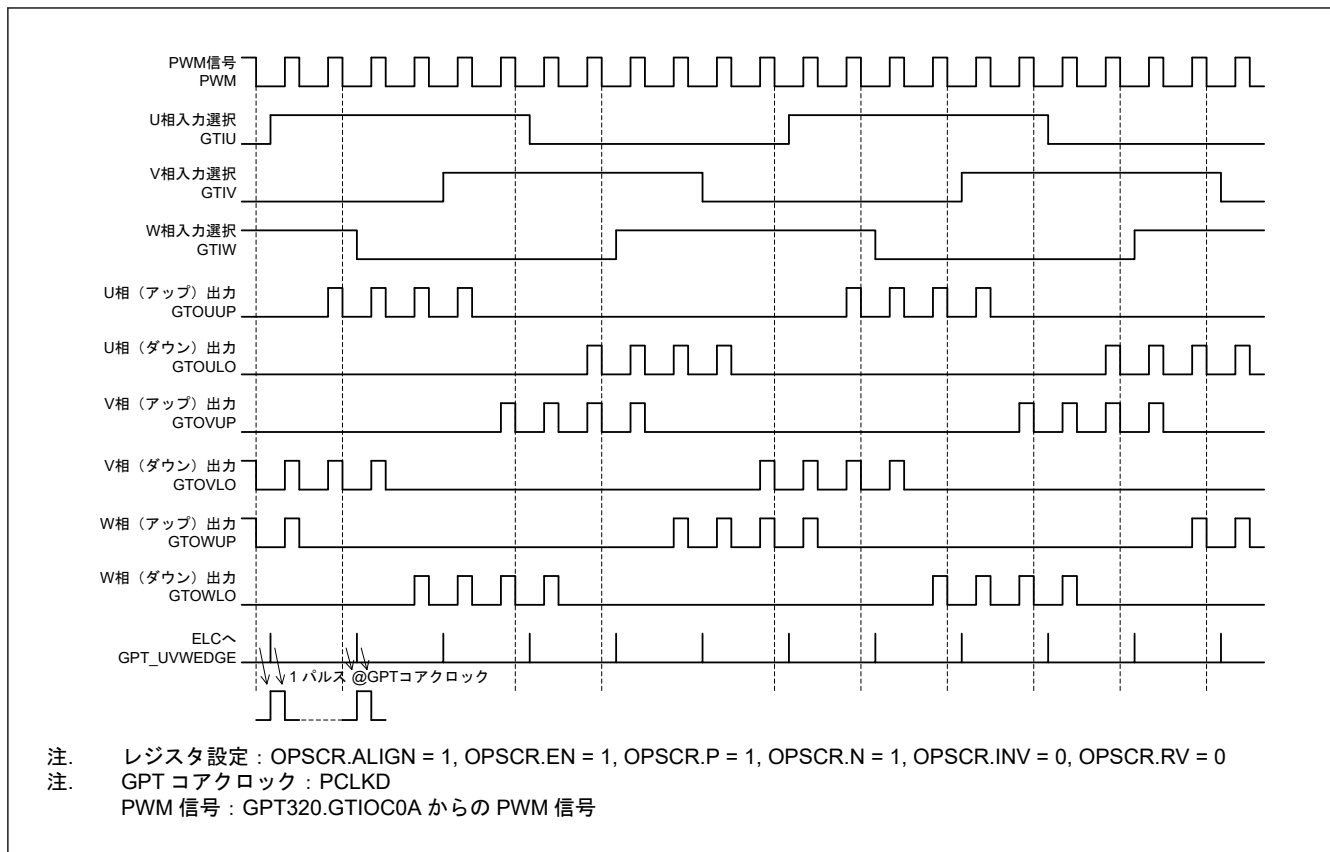 PWM信号
PWM
U相入力選択
GTIU
V相入力選択
GTIV
W相入力選択
GTIW
U相（アップ）出力
GTOUUP
U相（ダウン）出力
GTOULO
V相（アップ）出力
GTOVUP
V相（ダウン）出力
GTOVLO
W相（アップ）出力
GTOWUP
W相（ダウン）出力
GTOWLO
ELCへ
GPT_UVWEDGE
1 パルス @GPTコアクロック
注. レジスタ設定：OPSCR.ALIGN = 1, OPSCR.EN = 1, OPSCR.P = 1, OPSCR.N = 1, OPSCR.INV = 0, OPSCR.RV = 0
注. GPT コアクロック：PCLKD
PWM 信号：GPT320.GTIOC0A からの PWM 信号